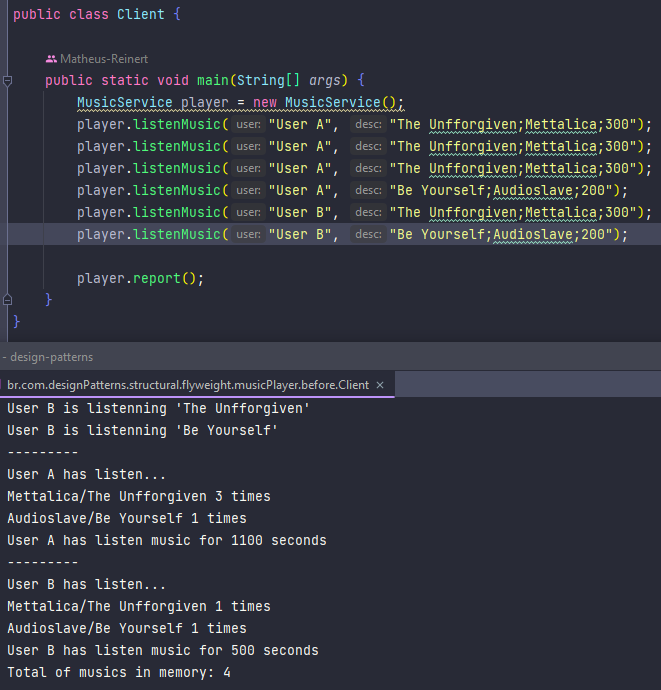 public class Client {
Matheus-Reinert
public static void main(String[] args) {
MusicService player = new MusicService();
player.listenMusic( user: "User A", desc: "The Unfforgiven;Mettalica;300");
player.listenMusic( user: "User A", desc: "The Unfforgiven;Mettalica;300");
player.listenMusic( user: "User A", desc: "The Unfforgiven;Mettalica;300");
player.listenMusic( user: "User A", desc: "Be Yourself;Audioslave;200");
player.listenMusic( user: "User B", desc: "The Unfforgiven;Mettalica;300");
player.listenMusic( user: "User B", desc: "Be Yourself;Audioslave;200");
player.report();
}
}
- design-patterns
br.com.designPatterns.structural.flyweight.musicPlayer.before.Client ×
User B is listenning 'The Unfforgiven'
User B is listenning 'Be Yourself'
---------
User A has listen...
Mettalica/The Unfforgiven 3 times
Audioslave/Be Yourself 1 times
User A has listen music for 1100 seconds
---------
User B has listen...
Mettalica/The Unfforgiven 1 times
Audioslave/Be Yourself 1 times
User B has listen music for 500 seconds
Total of musics in memory: 4